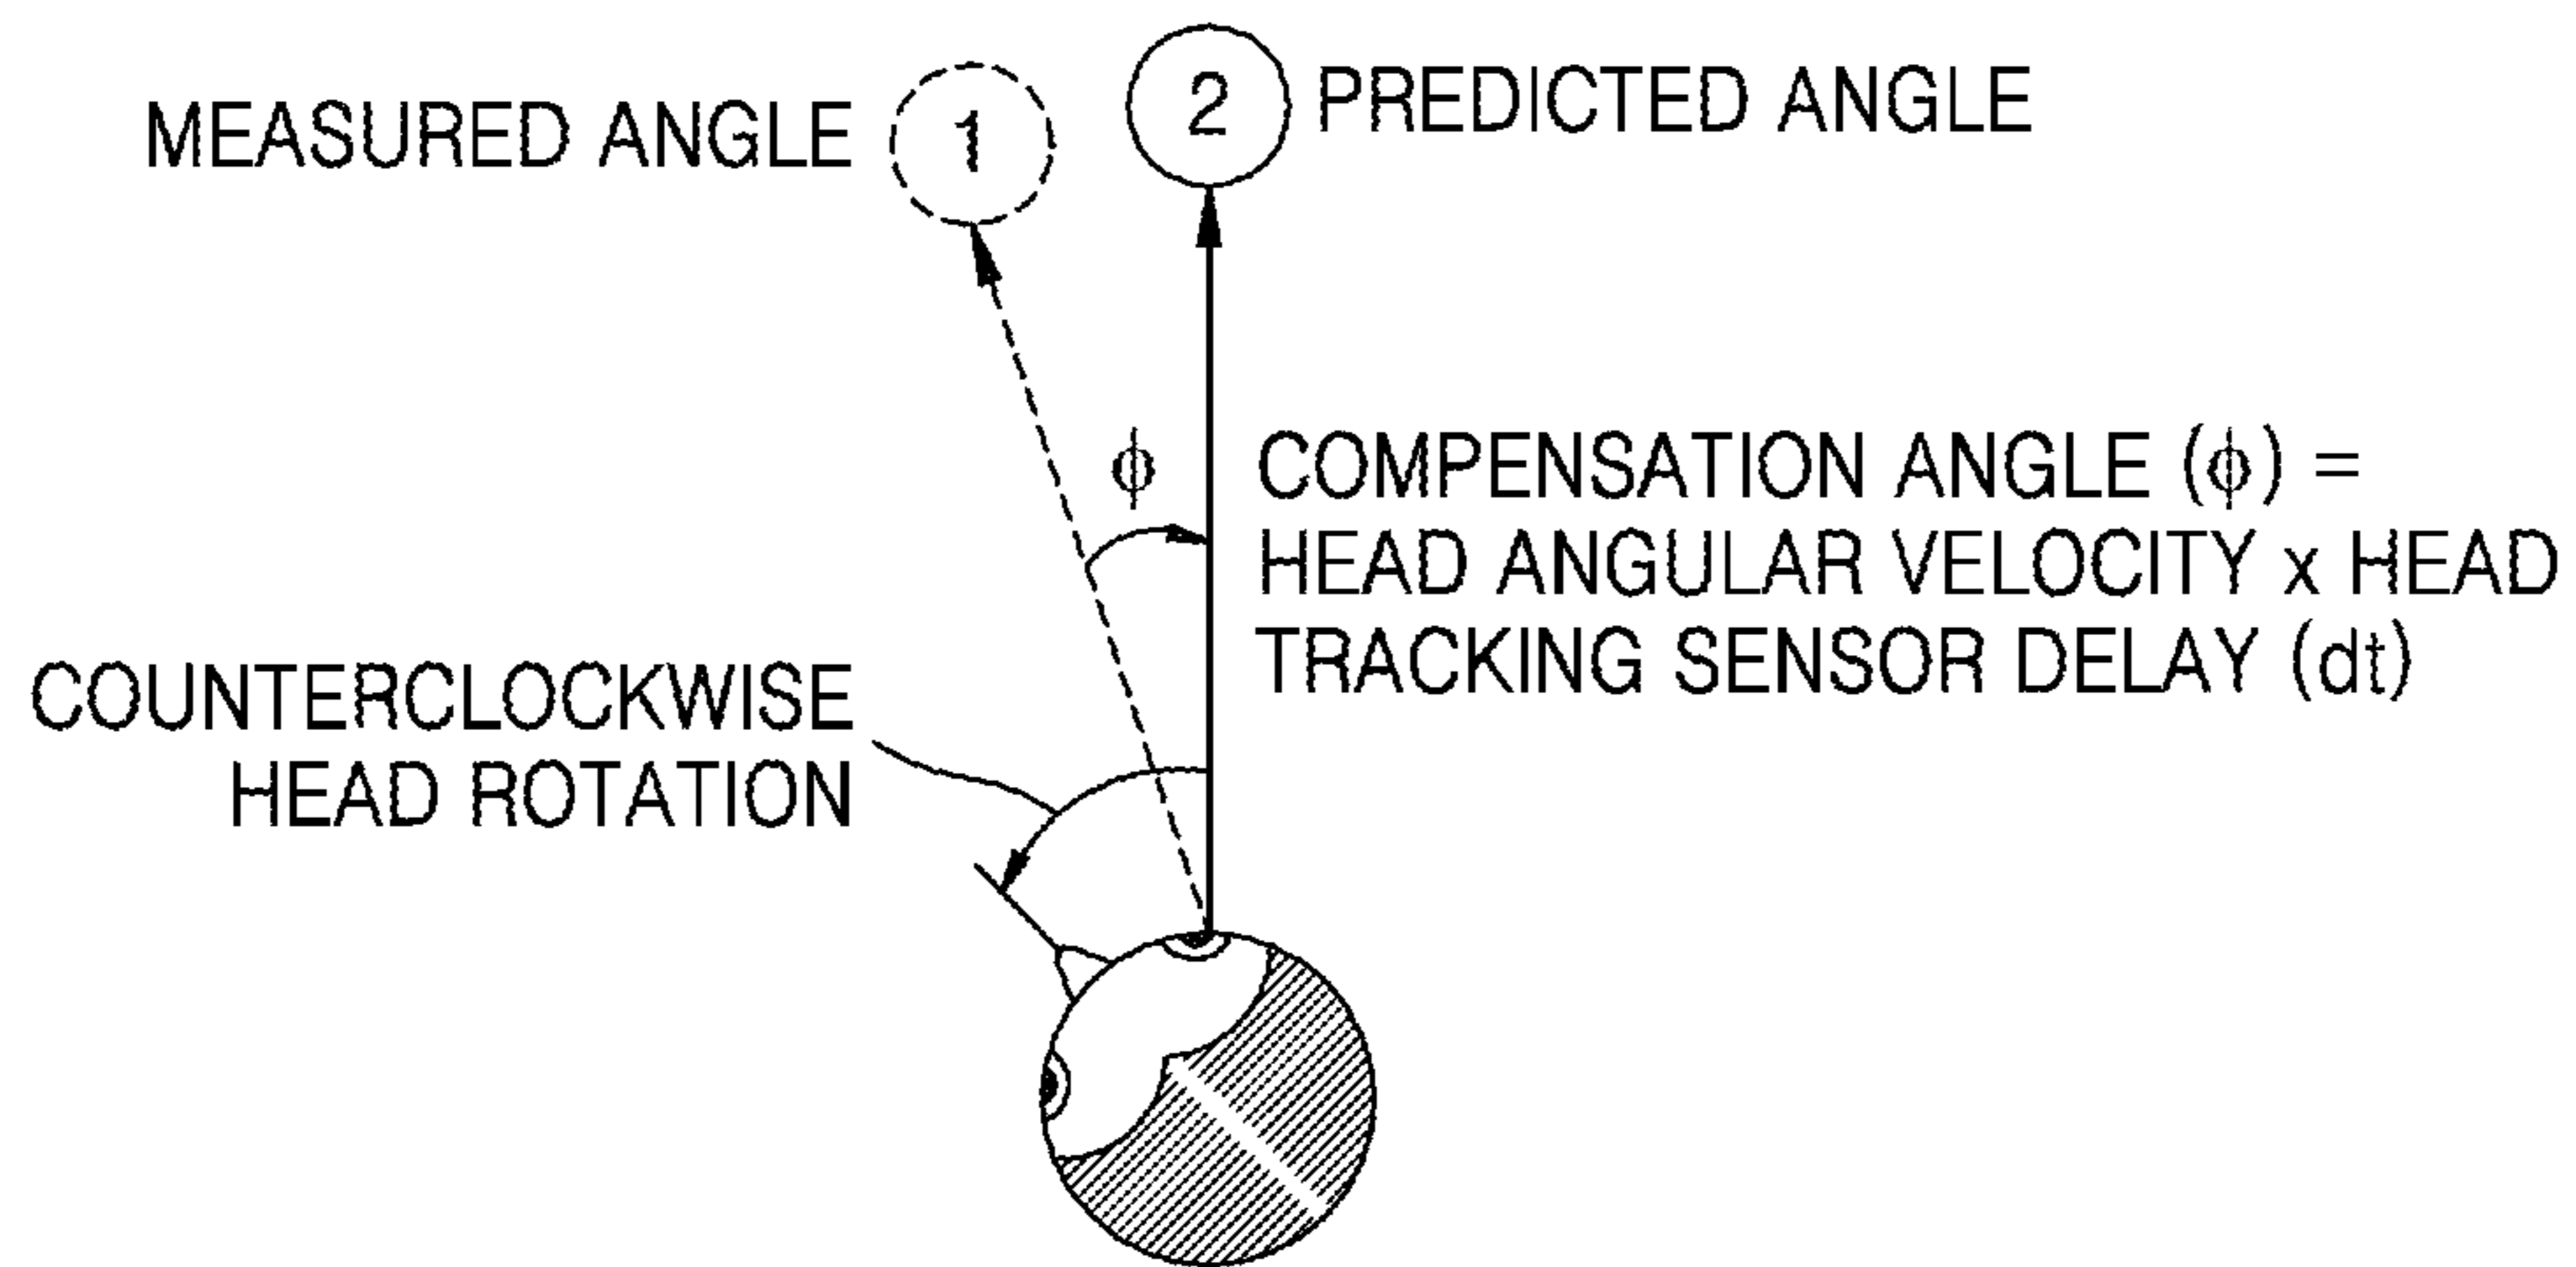 MEASURED ANGLE 1
2 PREDICTED ANGLE
ϕ
COMPENSATION ANGLE (ϕ) =
HEAD ANGULAR VELOCITY x HEAD
TRACKING SENSOR DELAY (dt)
COUNTERCLOCKWISE
HEAD ROTATION